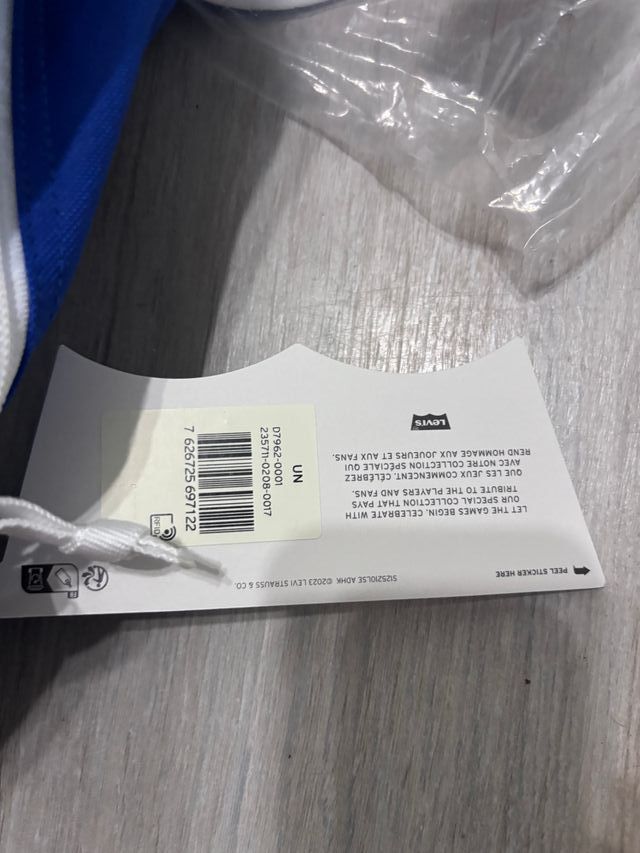 Levi's
LET THE GAMES BEGIN. CELEBRATE WITH
OUR SPECIAL COLLECTION THAT PAYS
TRIBUTE TO THE PLAYERS AND FANS.
QUE LES JEUX COMMENCENT. CÉLÉBREZ
AVEC NOTRE COLLECTION SPÉCIALE QUI
REND HOMMAGE AUX JOUEURS ET AUX FANS.
UN
D7962-0001
235711-0208-0017
7 626725 697122
RFID
PEEL STICKER HERE
S12SZ10LSE ADHK ©2023 LEVI STRAUSS & CO.